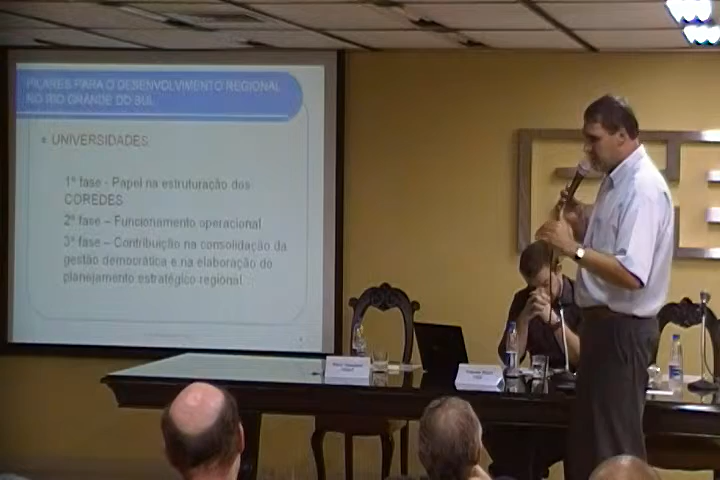 PILARES PARA O DESENVOLVIMENTO REGIONAL
NO RIO GRANDE DO SUL
UNIVERSIDADES
1ª fase - Papel na estruturação dos
COREDES
2ª fase – Funcionamento operacional
3ª fase – Contribuição na consolidação da
gestão democrática e na elaboração do
planejamento estratégico regional